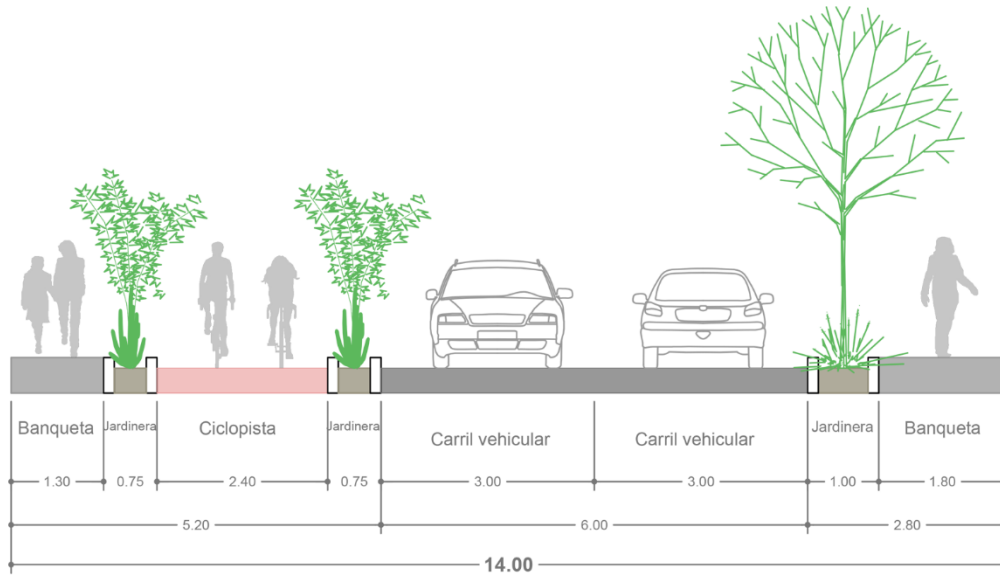 Banqueta
Jardinera
Ciclopista
Jardinera
Carril vehicular
Carril vehicular
Jardinera
Banqueta
1.30
0.75
2.40
0.75
3.00
3.00
1.00
1.80
5.20
6.00
2.80
14.00